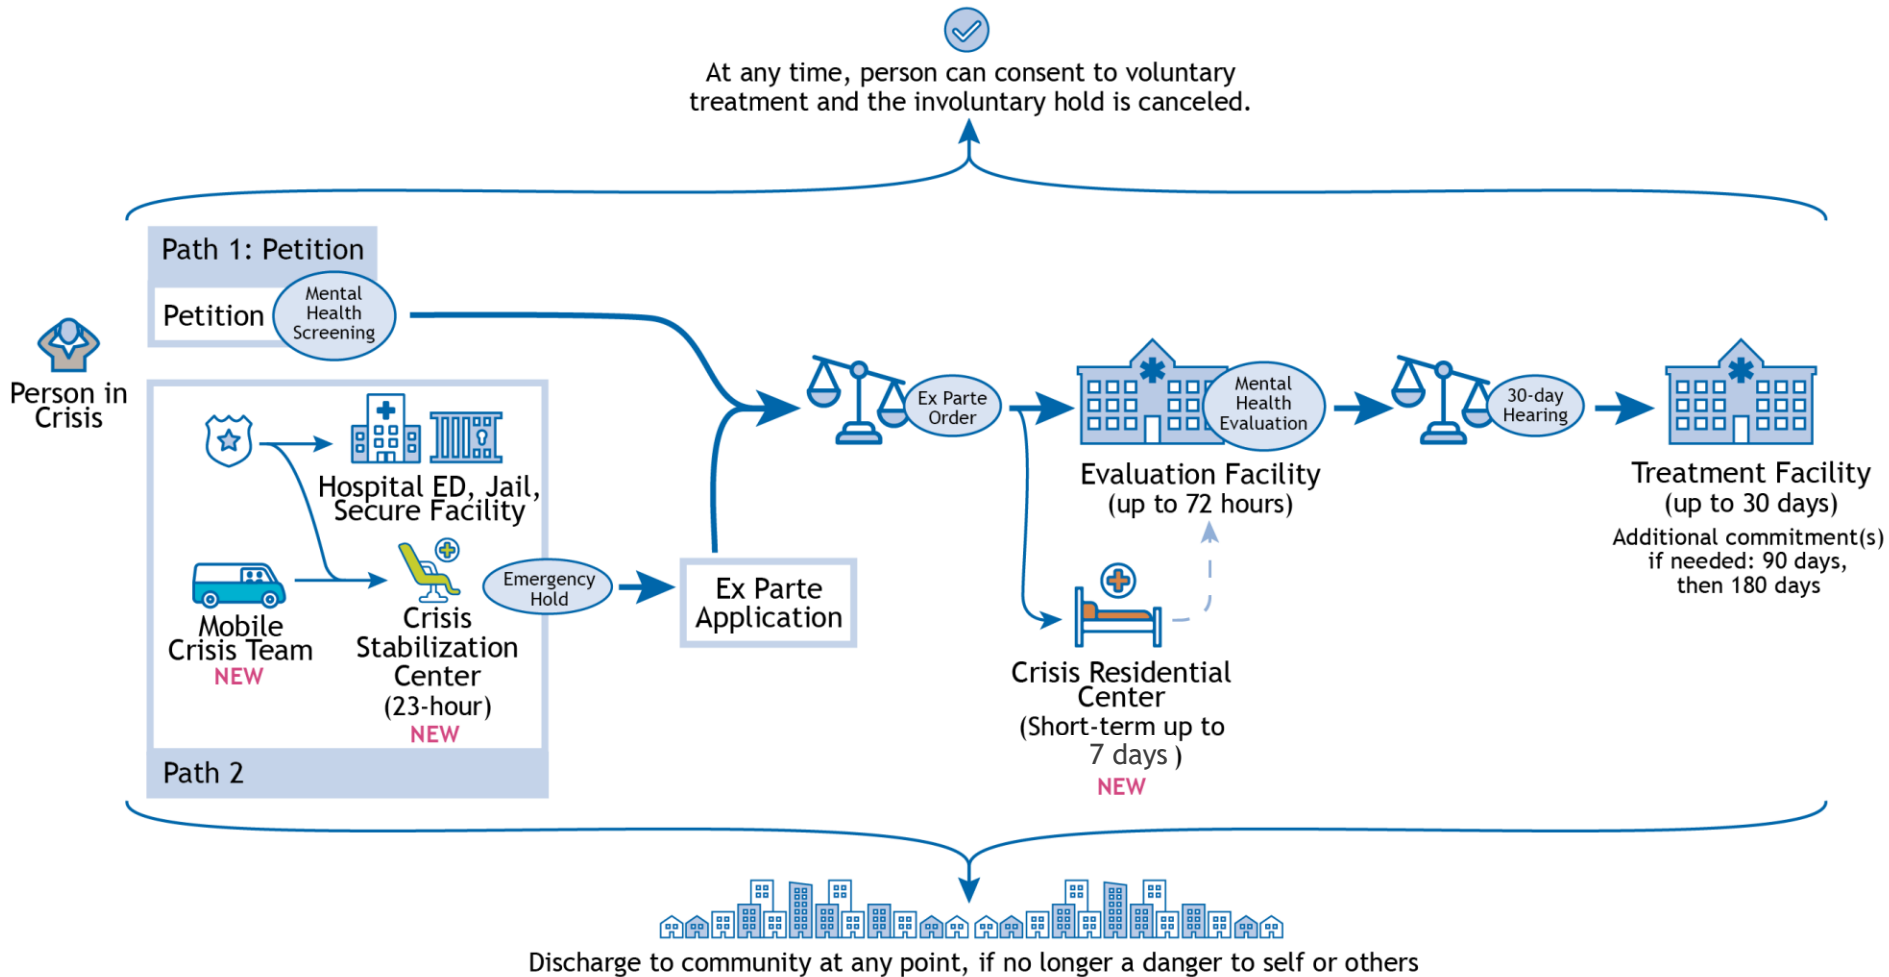 At any time, person can consent to voluntary
treatment and the involuntary hold is canceled.
Path 1: Petition
Petition
Mental
Health
Screening
Person in
Crisis
Hospital ED, Jail,
Secure Facility
Mobile
Crisis Team
NEW
Crisis
Stabilization
Center
(23-hour)
NEW
Emergency
Hold
Path 2
Ex Parte
Application
Ex Parte
Order
Mental
Health
Evaluation
Evaluation Facility
(up to 72 hours)
Crisis Residential
Center
(Short-term up to
7 days )
NEW
30-day
Hearing
Treatment Facility
(up to 30 days)
Additional commitment(s)
if needed: 90 days,
then 180 days
Discharge to community at any point, if no longer a danger to self or others